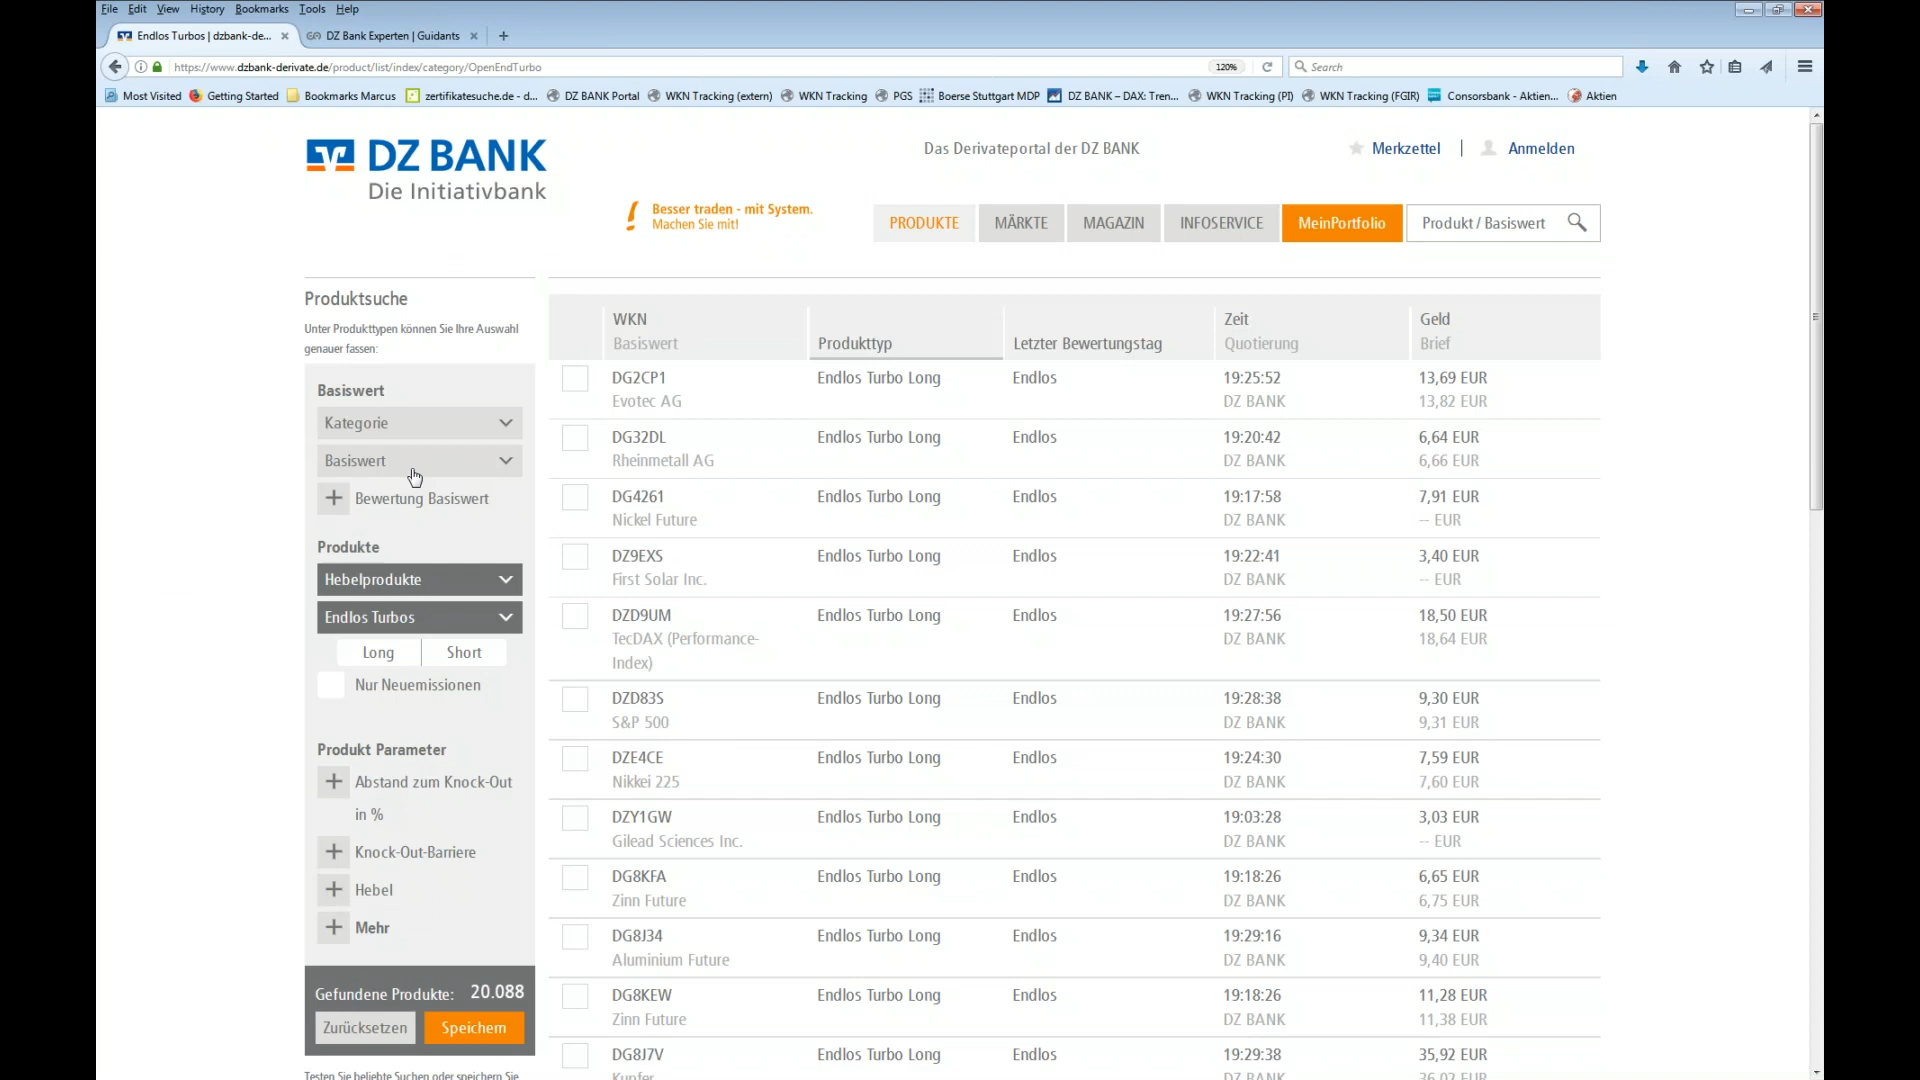 File Edit View History Bookmarks Tools Help
Endlos Turbos | dzbank-de...
DZ Bank Experten | Guidants
https://www.dzbank-derivate.de/product/list/index/category/OpenEndTurbo
120%
Search
Most Visited Getting Started Bookmarks Marcus zertifikatesuche.de - d... DZ BANK Portal WKN Tracking (extern) WKN Tracking PGS Boerse Stuttgart MDP DZ BANK – DAX: Tren... WKN Tracking (PI) WKN Tracking (FGIR) Consorsbank - Aktien... Aktien
DZ BANK
Die Initiativbank
Das Derivateportal der DZ BANK
Merkzettel | Anmelden
Besser traden - mit System.
Machen Sie mit!
PRODUKTE MÄRKTE MAGAZIN INFOSERVICE MeinPortfolio Produkt / Basiswert
Produktsuche
Unter Produkttypen können Sie Ihre Auswahl
genauer fassen:
Basiswert
Kategorie
Basiswert
Bewertung Basiswert
Produkte
Hebelprodukte
Endlos Turbos
Long Short
Nur Neuemissionen
Produkt Parameter
Abstand zum Knock-Out
in %
Knock-Out-Barriere
Hebel
Mehr
Gefundene Produkte: 20.088
Zurücksetzen Speichern
Testen Sie beliebte Suchen oder speichern Sie
WKN Zeit Geld
Basiswert Produkttyp Letzter Bewertungstag Quotierung Brief
DG2CP1 Endlos Turbo Long Endlos 19:25:52 13,69 EUR
Evotec AG DZ BANK 13,82 EUR
DG32DL Endlos Turbo Long Endlos 19:20:42 6,64 EUR
Rheinmetall AG DZ BANK 6,66 EUR
DG4261 Endlos Turbo Long Endlos 19:17:58 7,91 EUR
Nickel Future DZ BANK -- EUR
DZ9EXS Endlos Turbo Long Endlos 19:22:41 3,40 EUR
First Solar Inc. DZ BANK -- EUR
DZD9UM Endlos Turbo Long Endlos 19:27:56 18,50 EUR
TecDAX (Performance- DZ BANK 18,64 EUR
Index)
DZD83S Endlos Turbo Long Endlos 19:28:38 9,30 EUR
S&P 500 DZ BANK 9,31 EUR
DZE4CE Endlos Turbo Long Endlos 19:24:30 7,59 EUR
Nikkei 225 DZ BANK 7,60 EUR
DZY1GW Endlos Turbo Long Endlos 19:03:28 3,03 EUR
Gilead Sciences Inc. DZ BANK -- EUR
DG8KFA Endlos Turbo Long Endlos 19:18:26 6,65 EUR
Zinn Future DZ BANK 6,75 EUR
DG8J34 Endlos Turbo Long Endlos 19:29:16 9,34 EUR
Aluminium Future DZ BANK 9,40 EUR
DG8KEW Endlos Turbo Long Endlos 19:18:26 11,28 EUR
Zinn Future DZ BANK 11,38 EUR
DG8J7V Endlos Turbo Long Endlos 19:29:38 35,92 EUR
Kupfer DZ BANK 36,02 EUR